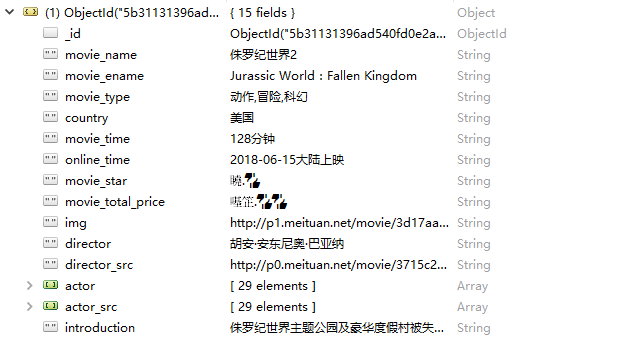 (1) ObjectId("5b31131396ad... { 15 fields } Object
_id ObjectId("5b31131396ad540fd0e2a... ObjectId
movie_name 侏罗纪世界2 String
movie_ename Jurassic World : Fallen Kingdom String
movie_type 动作,冒险,科幻 String
country 美国 String
movie_time 128分钟 String
online_time 2018-06-15大陆上映 String
movie_star String
movie_total_price String
img http://p1.meituan.net/movie/3d17aa... String
director 胡安·安东尼奥·巴亚纳 String
director_src http://p0.meituan.net/movie/3715c2... String
actor [ 29 elements ] Array
actor_src [ 29 elements ] Array
introduction 侏罗纪世界主题公园及豪华度假村被失... String